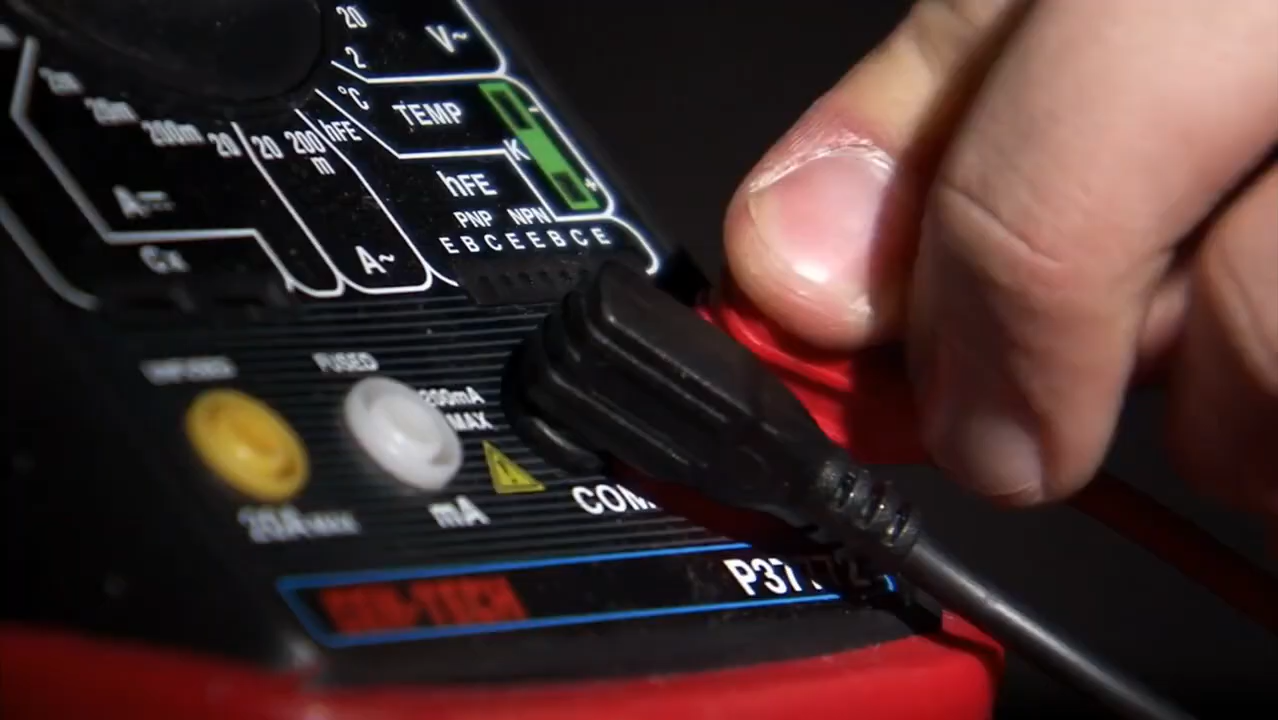 20
2
V~
°C
TEMP
K
-
+
hFE
PNP NPN
E B C E E B C E
2m
20m
200m
20
20
200
m
hFE
A
A~
Cx
UNFUSED
FUSED
200mA
MAX
20A MAX
mA
COM